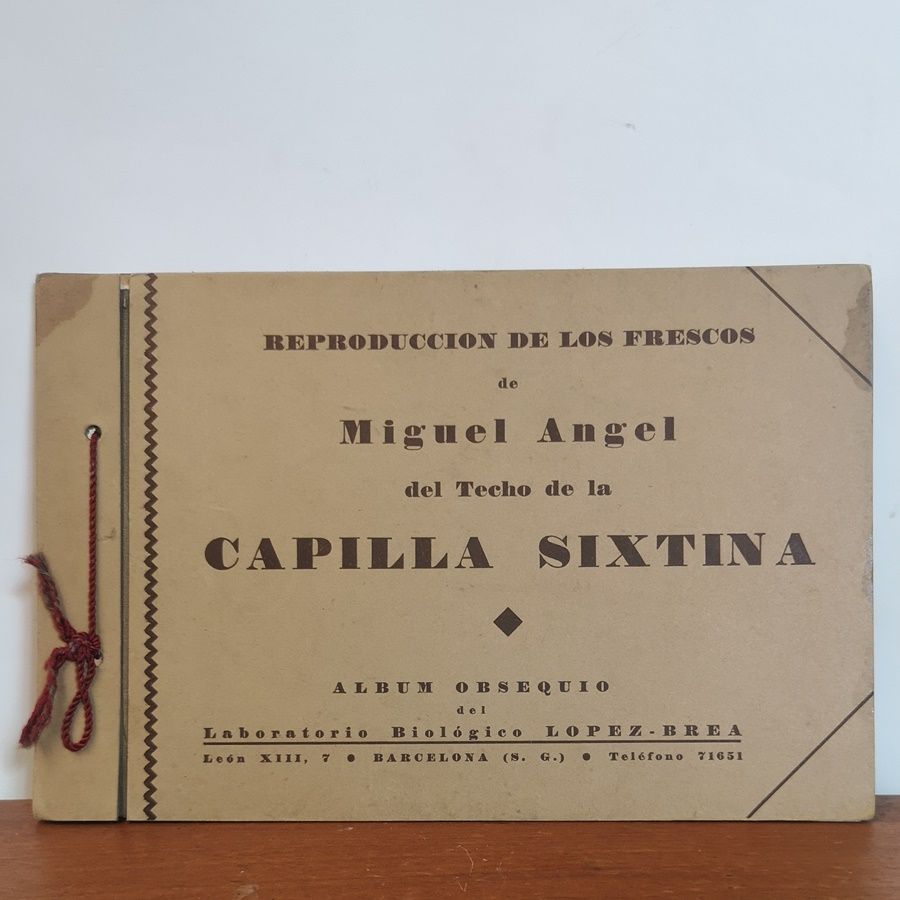 REPRODUCCION DE LOS FRESCOS
de
Miguel Angel
del Techo de la
CAPILLA SIXTINA
ALBUM OBSEQUIO
del
Laboratorio Biológico LOPEZ-BREA
León XIII, 7 ● BARCELONA (S. G.) ● Teléfono 71651